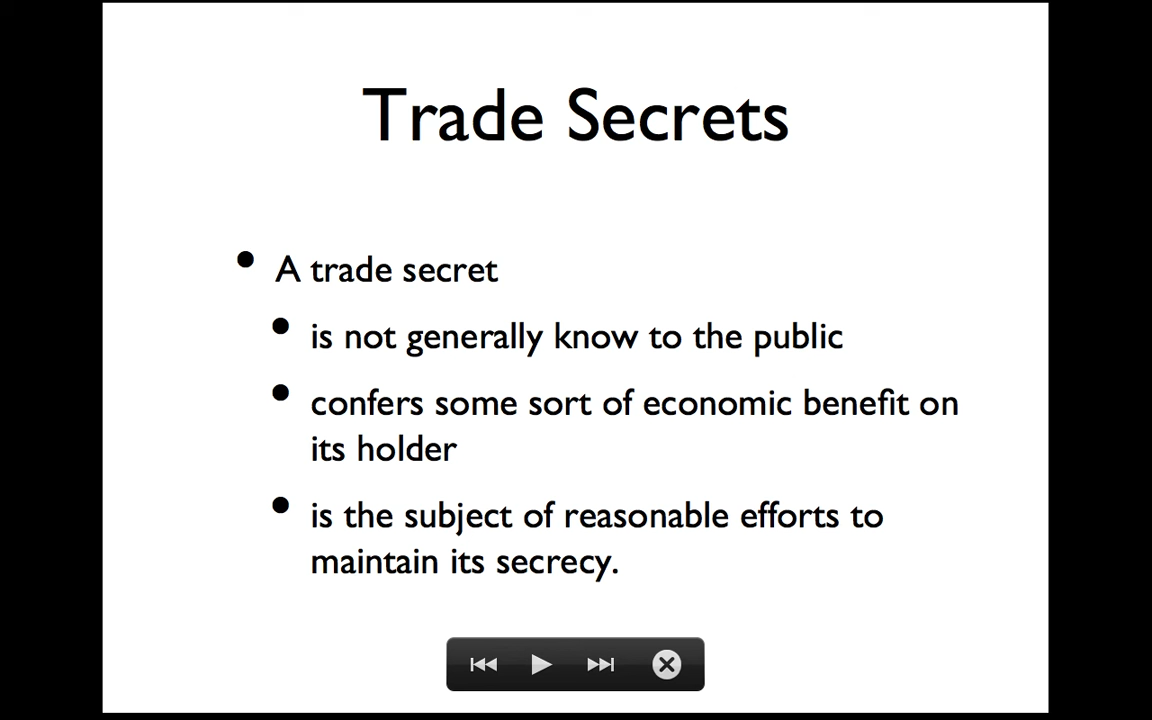 Trade Secrets
• A trade secret
• is not generally know to the public
• confers some sort of economic benefit on
its holder
• is the subject of reasonable efforts to
maintain its secrecy.